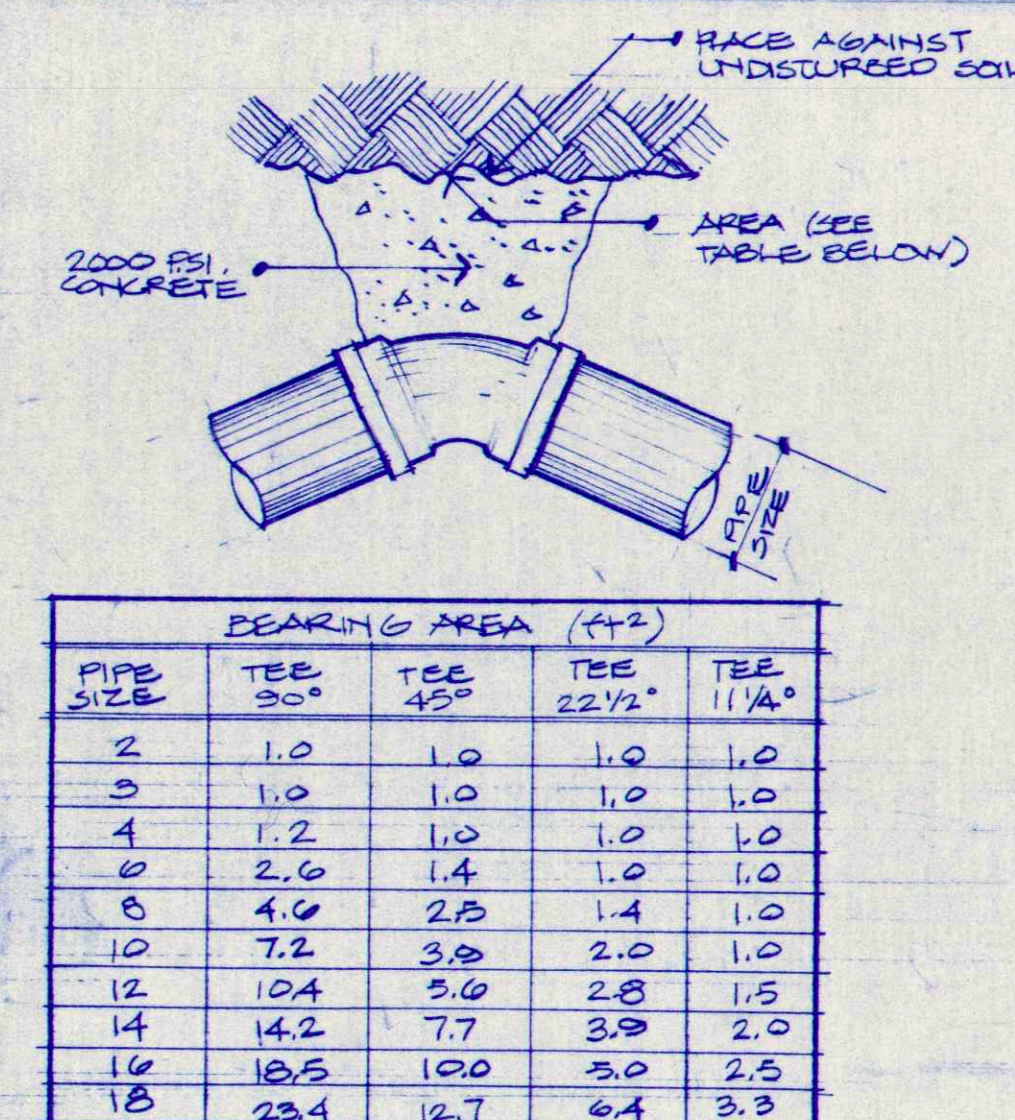 PLACE AGAINST
UNDISTURBED SOIL
AREA (SEE
TABLE BELOW)
2000 P.S.I.
CONCRETE
PIPE
SIZE
BEARING AREA (ft2)
PIPE SIZE TEE 90° TEE 45° TEE 22 1/2° TEE 11 1/4°
2 1.0 1.0 1.0 1.0
3 1.0 1.0 1.0 1.0
4 1.2 1.0 1.0 1.0
6 2.6 1.4 1.0 1.0
8 4.6 2.5 1.4 1.0
10 7.2 3.9 2.0 1.0
12 10.4 5.6 2.8 1.5
14 14.2 7.7 3.9 2.0
16 18.5 10.0 5.0 2.5
18 23.4 12.7 6.4 3.3